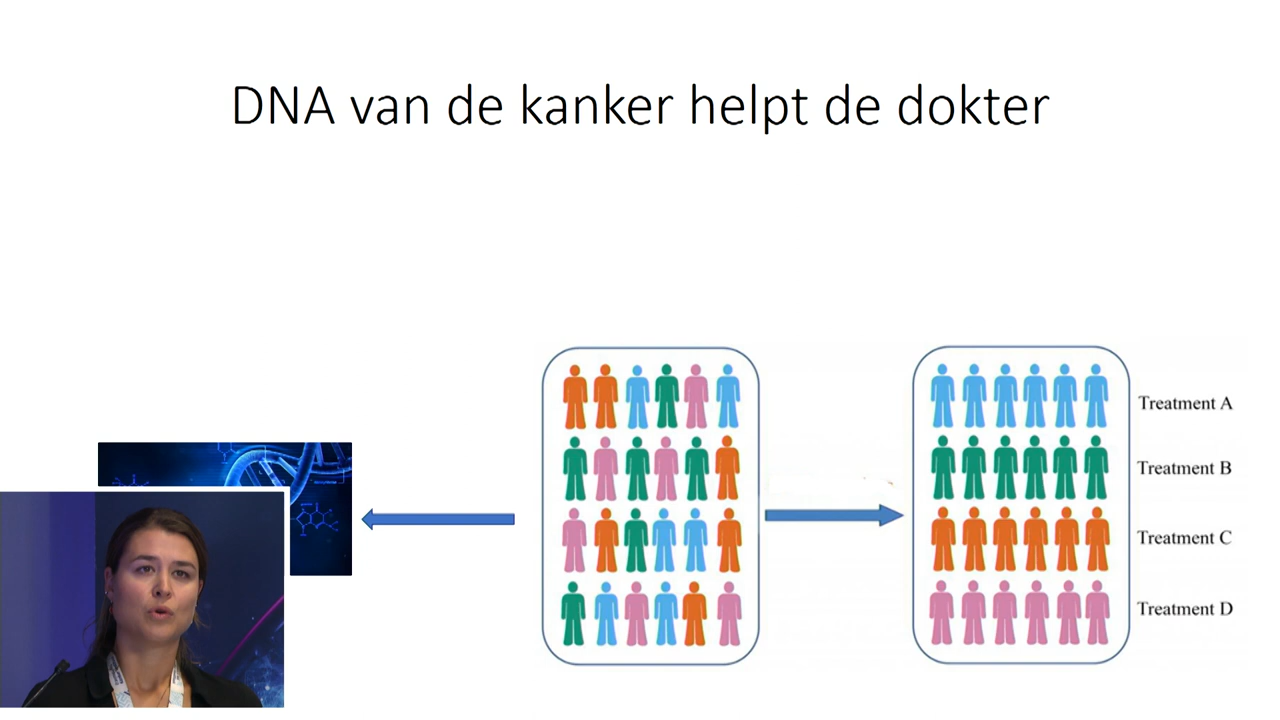 DNA van de kanker helpt de dokter
Treatment A
Treatment B
Treatment C
Treatment D